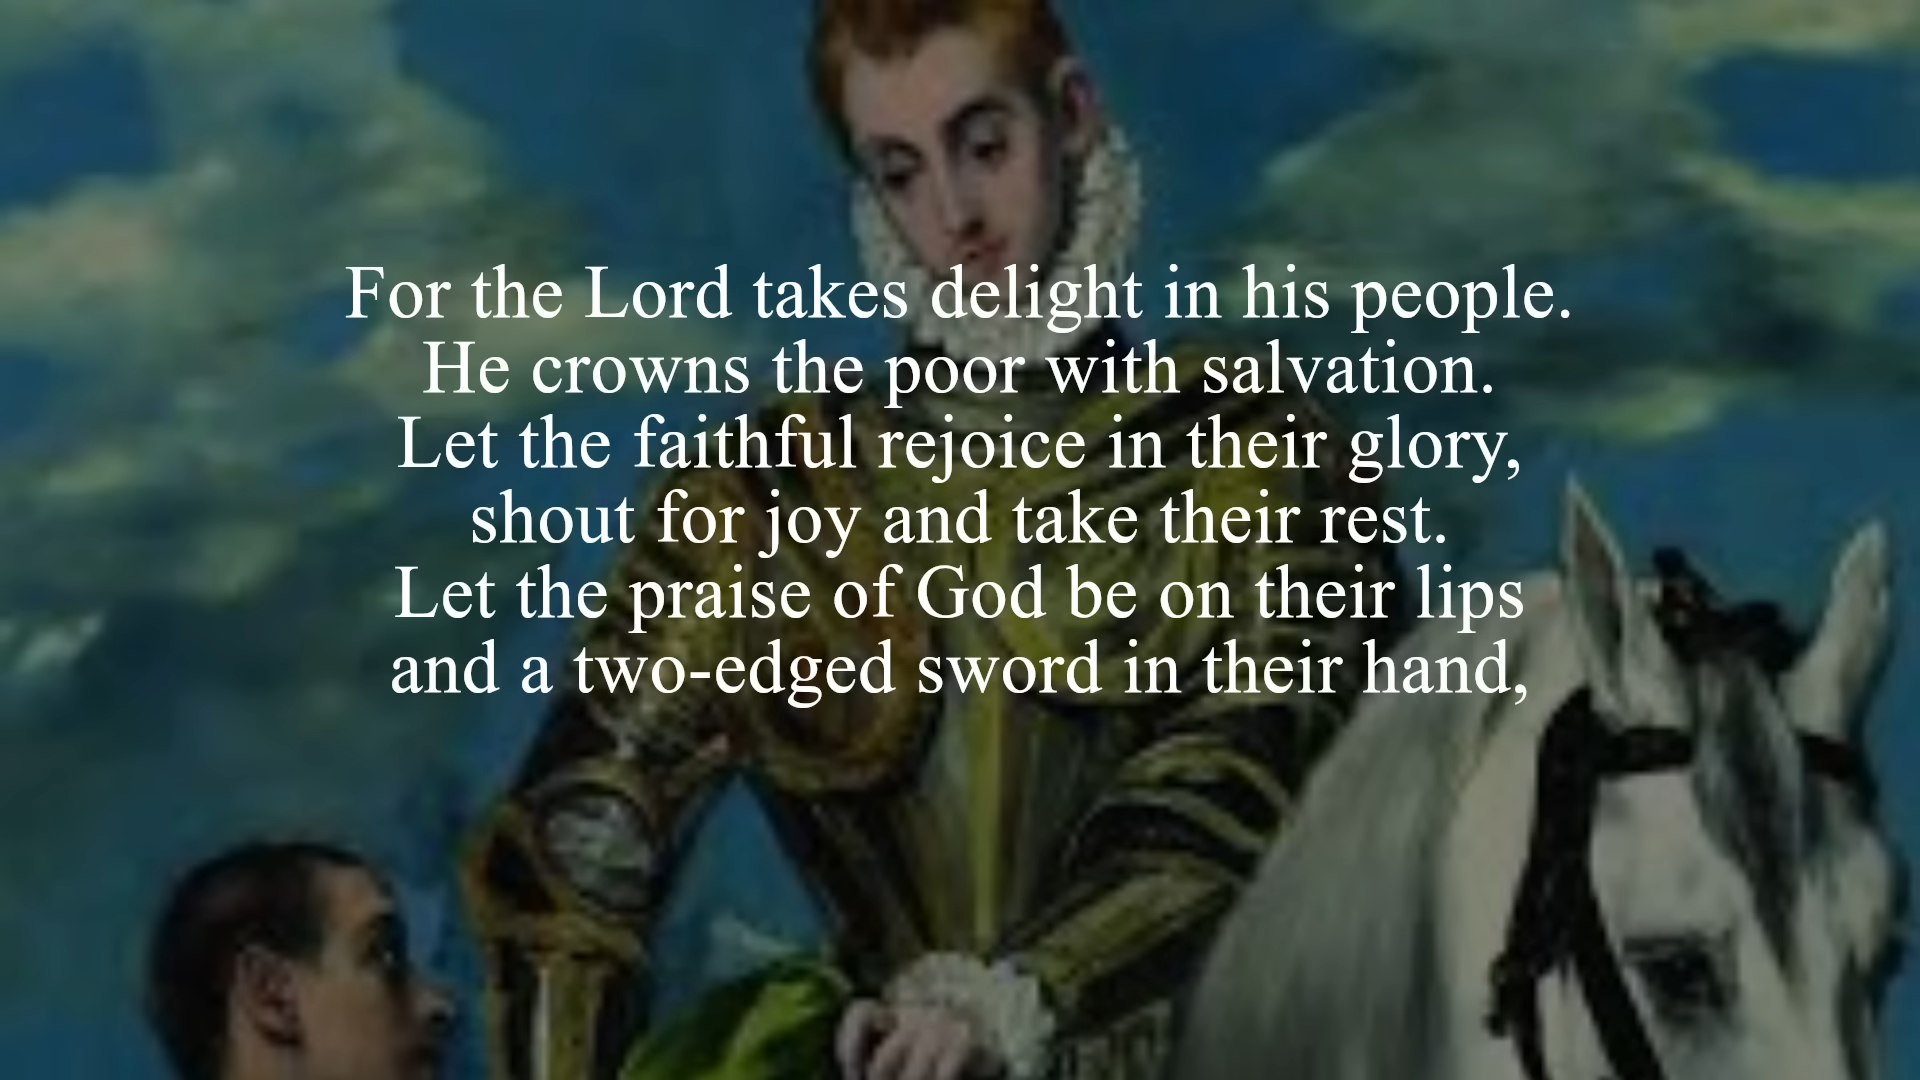 For the Lord takes delight in his people.
He crowns the poor with salvation.
Let the faithful rejoice in their glory,
shout for joy and take their rest.
Let the praise of God be on their lips
and a two-edged sword in their hand,